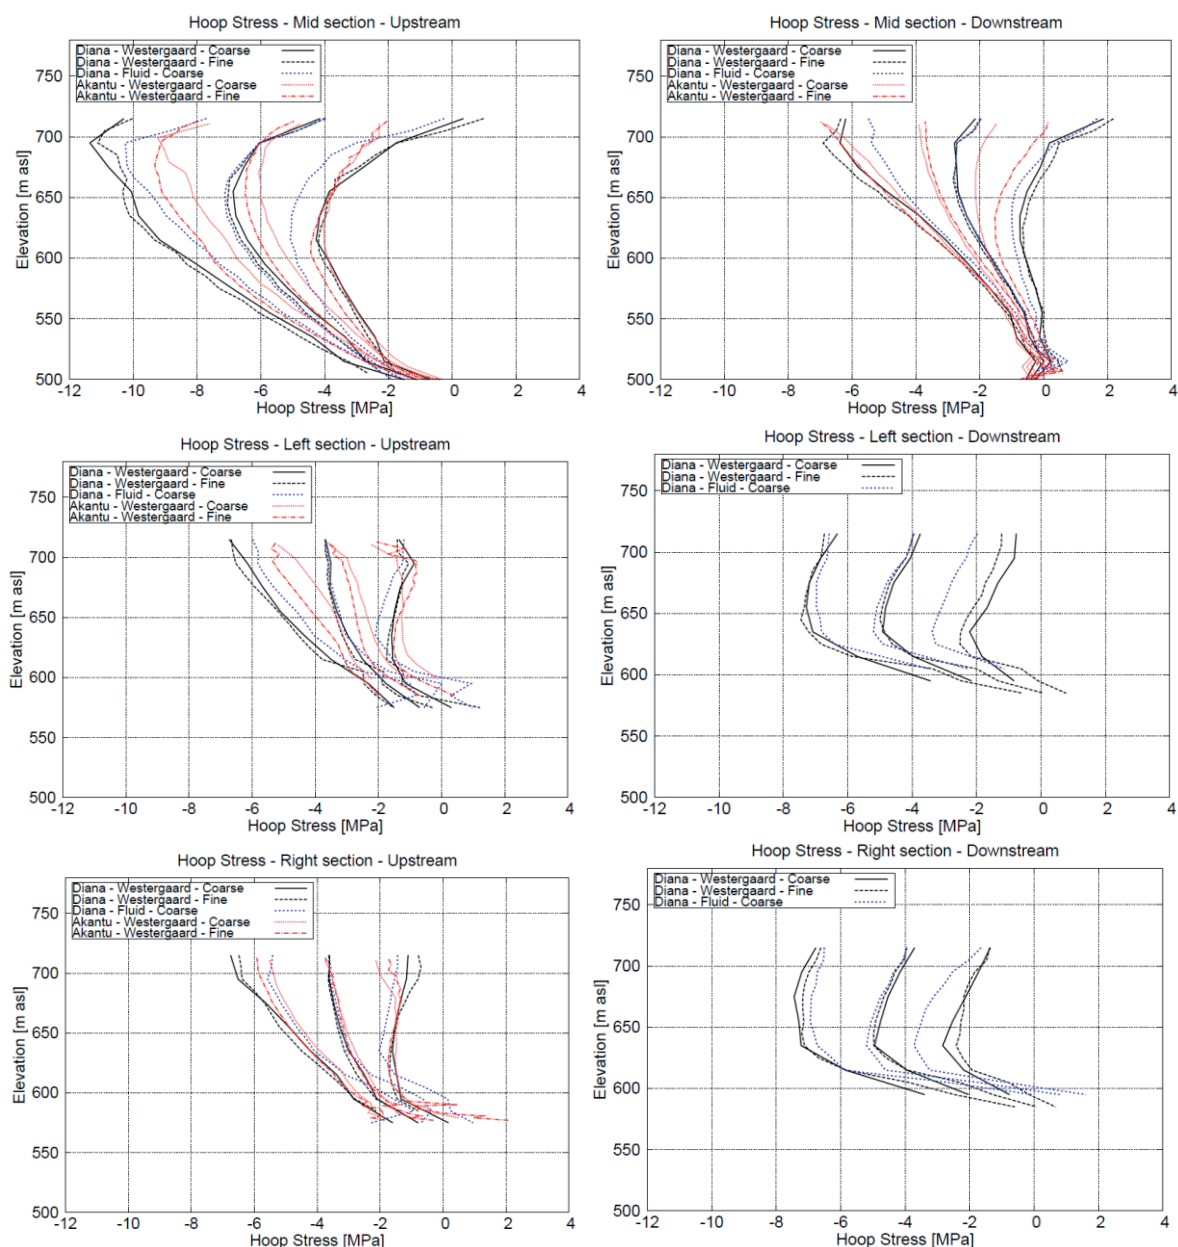 Hoop Stress - Mid section - Upstream
Diana - Westergaard - Coarse
Diana - Westergaard - Fine
Diana - Fluid - Coarse
Akantu - Westergaard - Coarse
Akantu - Westergaard - Fine
Elevation [m asl]
750
700
650
600
550
500
-12 -10 -8 -6 -4 -2 0 2 4
Hoop Stress [MPa]
Hoop Stress - Mid section - Downstream
Diana - Westergaard - Coarse
Diana - Westergaard - Fine
Diana - Fluid - Coarse
Akantu - Westergaard - Coarse
Akantu - Westergaard - Fine
Elevation [m asl]
750
700
650
600
550
500
-12 -10 -8 -6 -4 -2 0 2 4
Hoop Stress [MPa]
Hoop Stress - Left section - Upstream
Diana - Westergaard - Coarse
Diana - Westergaard - Fine
Diana - Fluid - Coarse
Akantu - Westergaard - Coarse
Akantu - Westergaard - Fine
Elevation [m asl]
750
700
650
600
550
500
-12 -10 -8 -6 -4 -2 0 2 4
Hoop Stress [MPa]
Hoop Stress - Left section - Downstream
Diana - Westergaard - Coarse
Diana - Westergaard - Fine
Diana - Fluid - Coarse
Elevation [m asl]
750
700
650
600
550
500
-12 -10 -8 -6 -4 -2 0 2 4
Hoop Stress [MPa]
Hoop Stress - Right section - Upstream
Diana - Westergaard - Coarse
Diana - Westergaard - Fine
Diana - Fluid - Coarse
Akantu - Westergaard - Coarse
Akantu - Westergaard - Fine
Elevation [m asl]
750
700
650
600
550
500
-12 -10 -8 -6 -4 -2 0 2 4
Hoop Stress [MPa]
Hoop Stress - Right section - Downstream
Diana - Westergaard - Coarse
Diana - Westergaard - Fine
Diana - Fluid - Coarse
Elevation [m asl]
750
700
650
600
550
500
-12 -10 -8 -6 -4 -2 0 2 4
Hoop Stress [MPa]